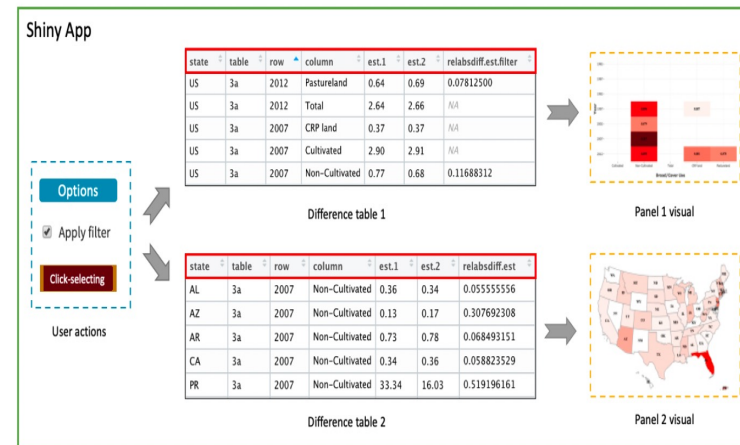 Shiny App
state table row column est.1 est.2 relabsdiff.est.filter
US 3a 2012 Pastureland 0.64 0.69 0.07812500
US 3a 2012 Total 2.64 2.66 NA
US 3a 2007 CRP land 0.37 0.37 NA
US 3a 2007 Cultivated 2.90 2.91 NA
US 3a 2007 Non-Cultivated 0.77 0.68 0.11688312
Difference table 1
Panel 1 visual
Options
Apply filter
Click-selecting
User actions
state table row column est.1 est.2 relabsdiff.est
AL 3a 2007 Non-Cultivated 0.36 0.34 0.055555556
AZ 3a 2007 Non-Cultivated 0.13 0.17 0.307692308
AR 3a 2007 Non-Cultivated 0.73 0.78 0.068493151
CA 3a 2007 Non-Cultivated 0.34 0.36 0.058823529
PR 3a 2007 Non-Cultivated 33.34 16.03 0.519196161
Difference table 2
Panel 2 visual